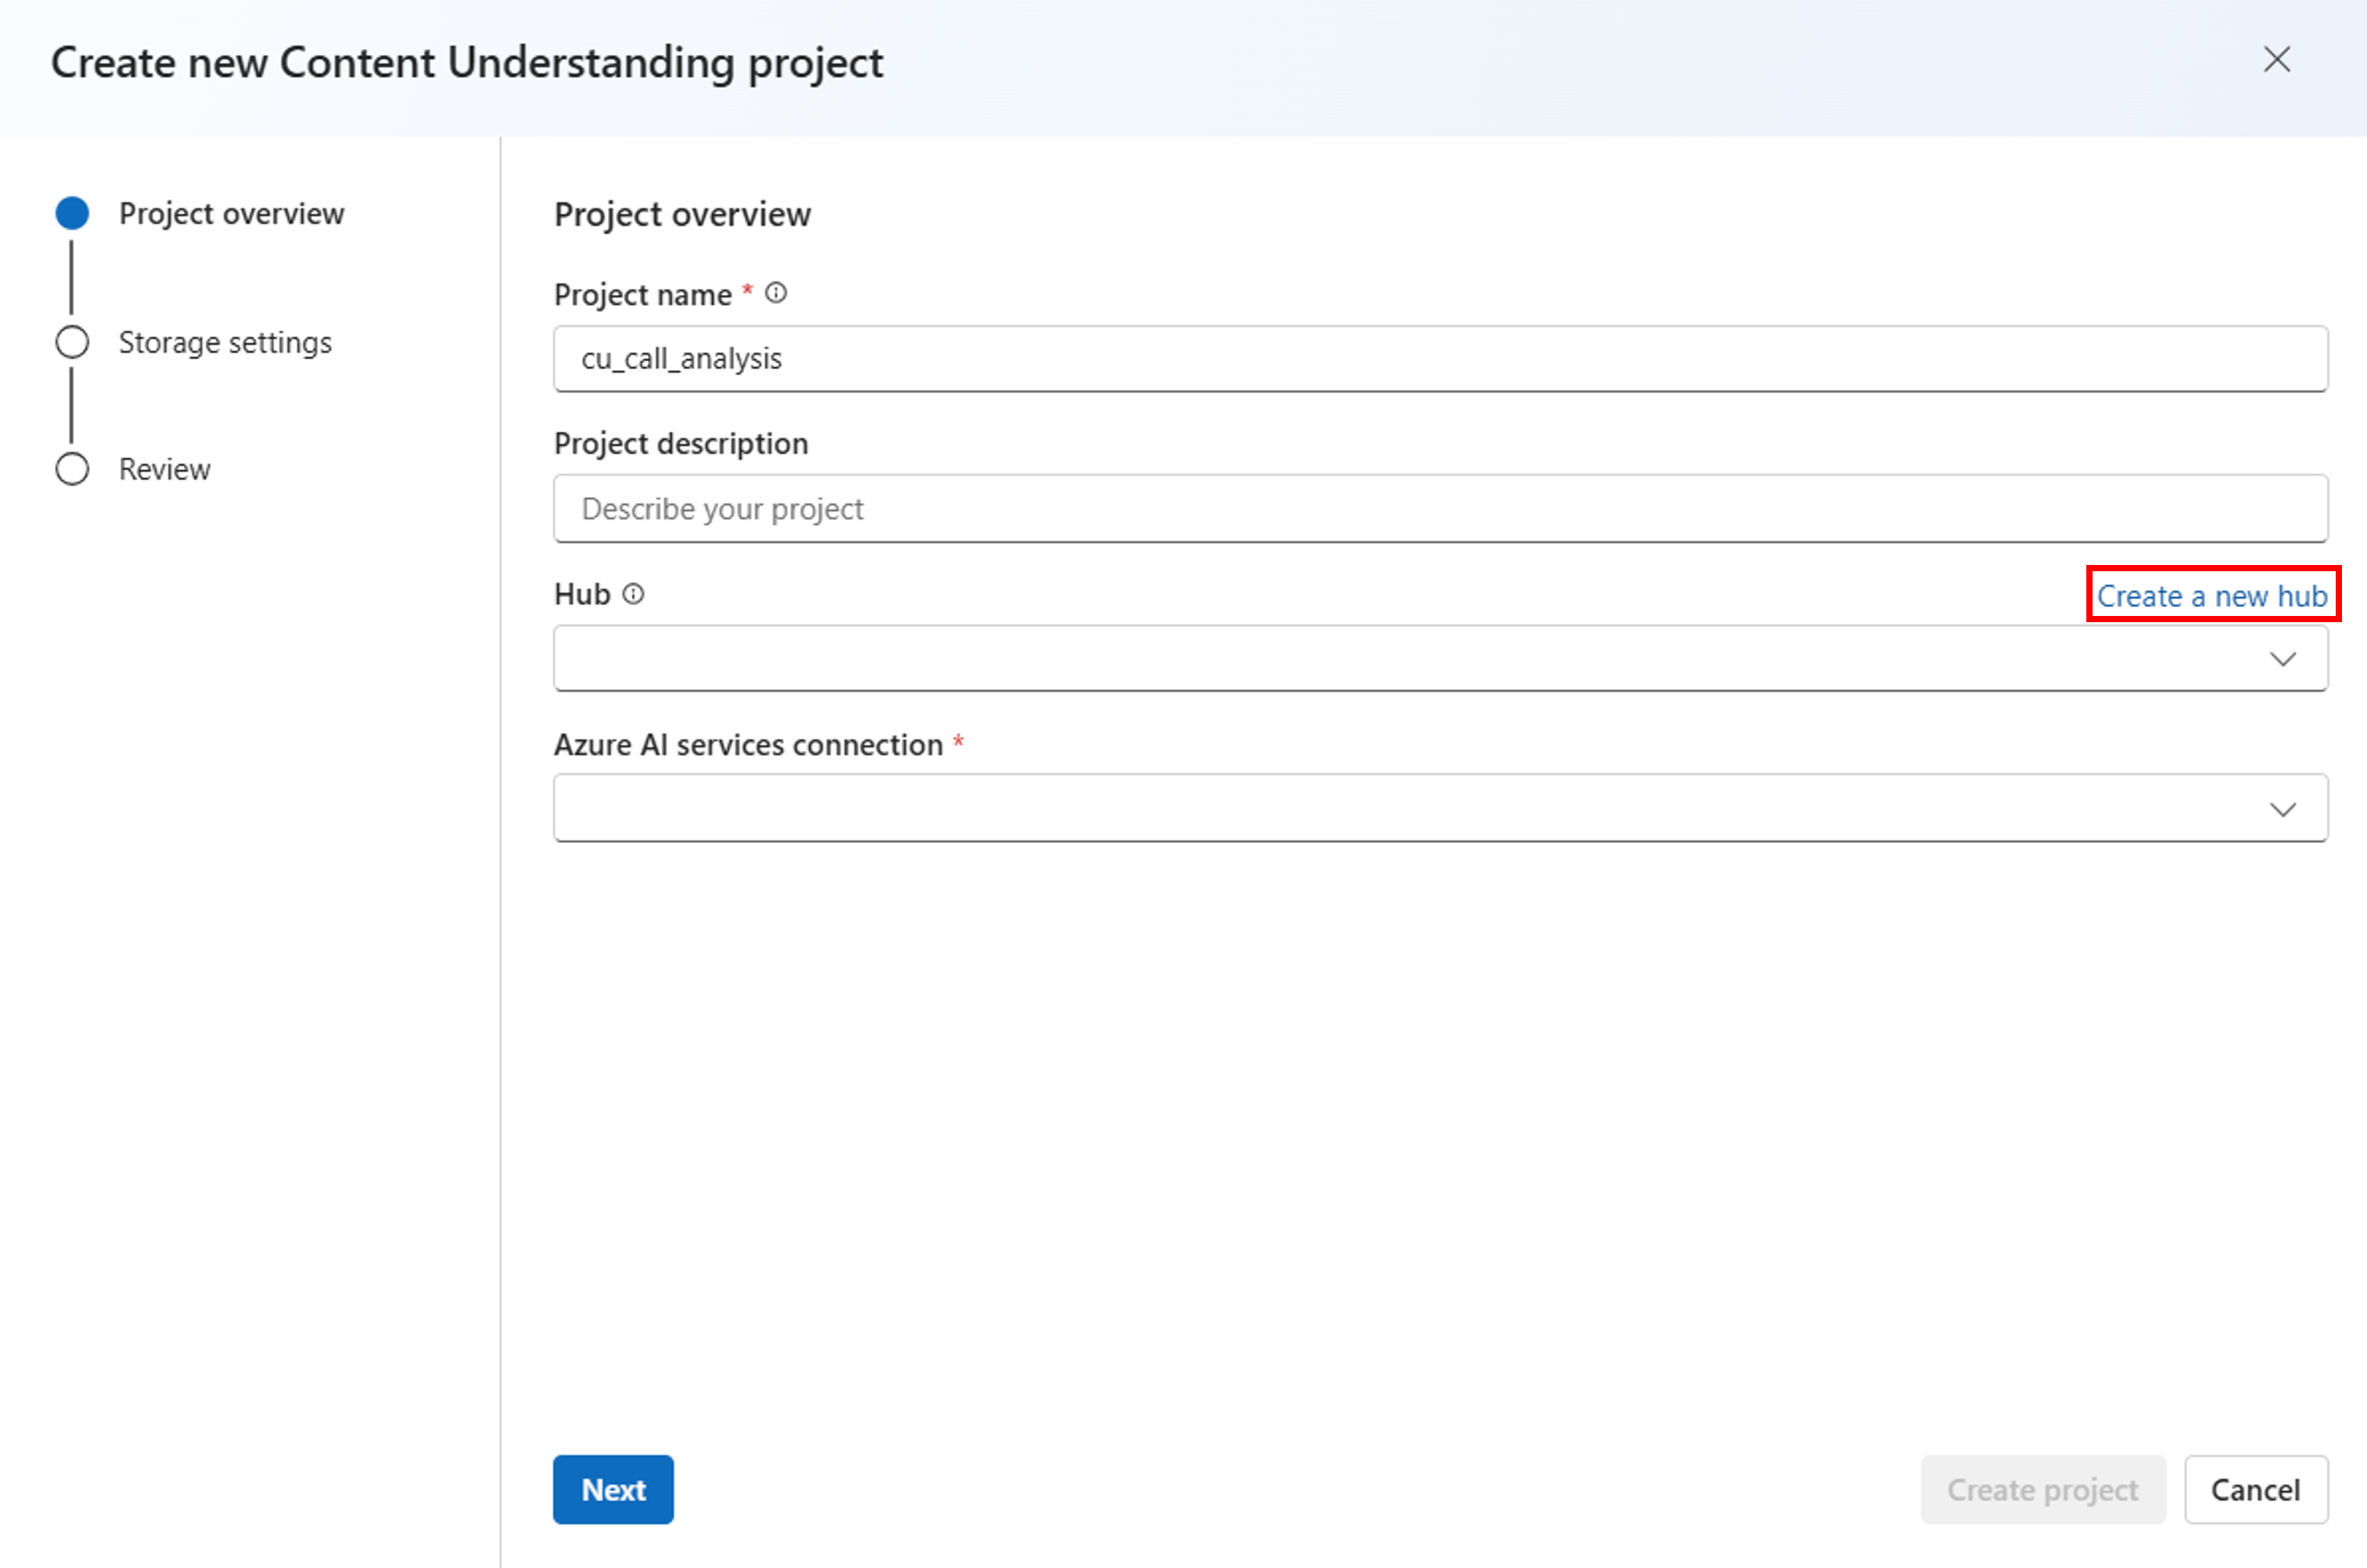 Create new Content Understanding project
Project overview
Storage settings
Review
Project overview
Project name *
cu_call_analysis
Project description
Describe your project
Hub
Create a new hub
Azure AI services connection *
Next
Create project
Cancel